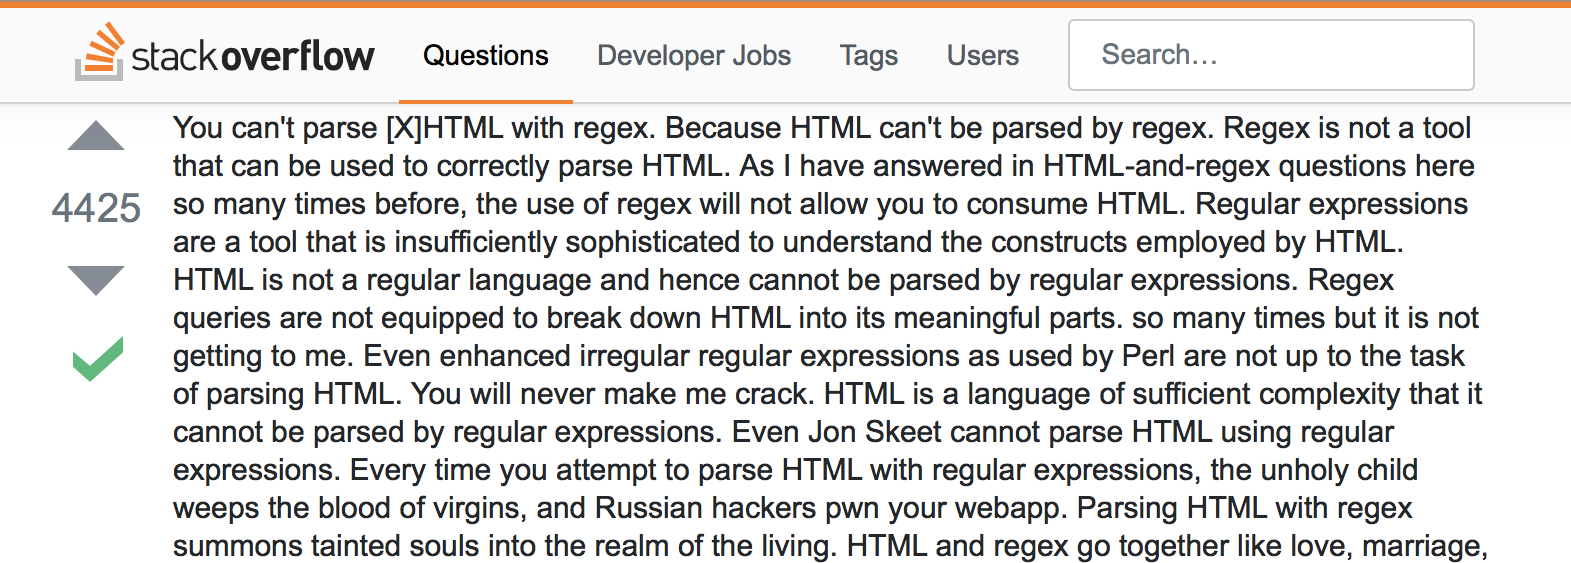 stackoverflow Questions Developer Jobs Tags Users Search...
You can't parse [X]HTML with regex. Because HTML can't be parsed by regex. Regex is not a tool
that can be used to correctly parse HTML. As I have answered in HTML-and-regex questions here
4425
so many times before, the use of regex will not allow you to consume HTML. Regular expressions
are a tool that is insufficiently sophisticated to understand the constructs employed by HTML.
HTML is not a regular language and hence cannot be parsed by regular expressions. Regex
queries are not equipped to break down HTML into its meaningful parts. so many times but it is not
getting to me. Even enhanced irregular regular expressions as used by Perl are not up to the task
of parsing HTML. You will never make me crack. HTML is a language of sufficient complexity that it
cannot be parsed by regular expressions. Even Jon Skeet cannot parse HTML using regular
expressions. Every time you attempt to parse HTML with regular expressions, the unholy child
weeps the blood of virgins, and Russian hackers pwn your webapp. Parsing HTML with regex
summons tainted souls into the realm of the living. HTML and regex go together like love, marriage,